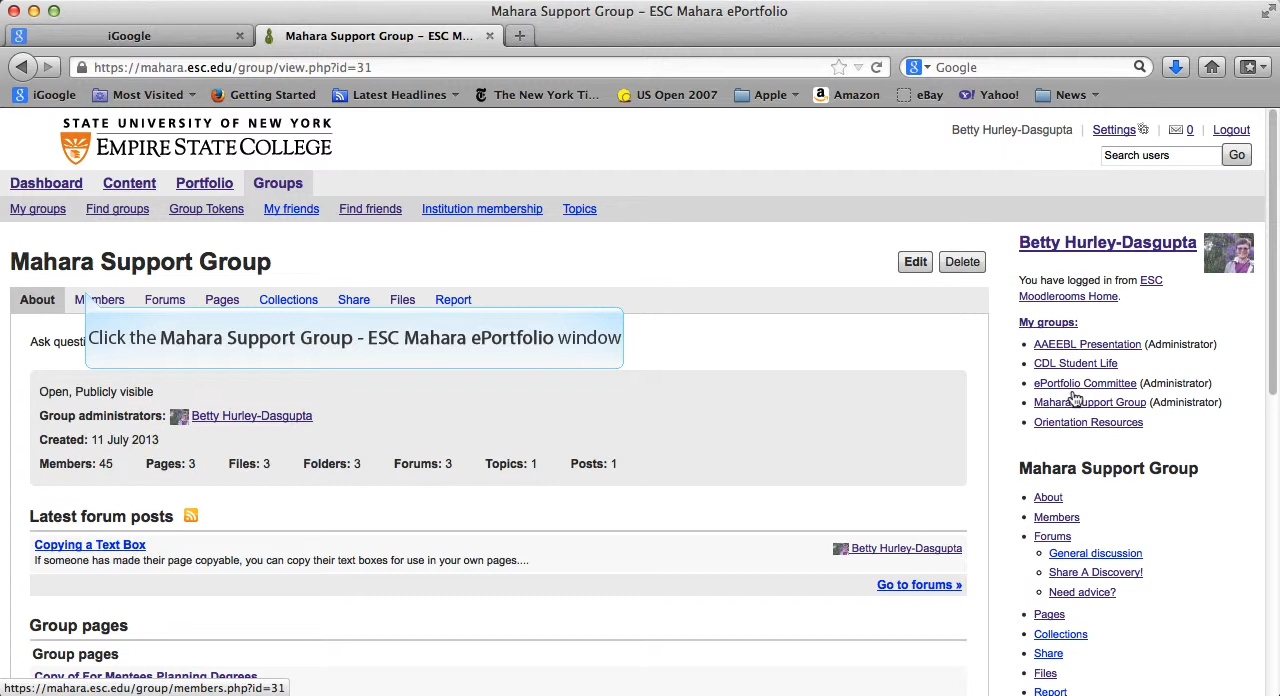 Mahara Support Group - ESC Mahara ePortfolio
iGoogle
Mahara Support Group - ESC M...
https://mahara.esc.edu/group/view.php?id=31
Google
iGoogle Most Visited Getting Started Latest Headlines The New York Ti... US Open 2007 Apple Amazon eBay Yahoo! News
STATE UNIVERSITY OF NEW YORK
EMPIRE STATE COLLEGE
Betty Hurley-Dasgupta | Settings | 0 | Logout
Search users Go
Dashboard Content Portfolio Groups
My groups Find groups Group Tokens My friends Find friends Institution membership Topics
Mahara Support Group
Edit Delete
About Members Forums Pages Collections Share Files Report
Click the Mahara Support Group - ESC Mahara ePortfolio window
Open, Publicly visible
Group administrators: Betty Hurley-Dasgupta
Created: 11 July 2013
Members: 45 Pages: 3 Files: 3 Folders: 3 Forums: 3 Topics: 1 Posts: 1
Latest forum posts
Copying a Text Box
If someone has made their page copyable, you can copy their text boxes for use in your own pages....
Betty Hurley-Dasgupta
Go to forums »
Group pages
Group pages
Copy of For Mentees Planning Degrees
https://mahara.esc.edu/group/members.php?id=31
Betty Hurley-Dasgupta
You have logged in from ESC
Moodlerooms Home.
My groups:
AAEEBL Presentation (Administrator)
CDL Student Life
ePortfolio Committee (Administrator)
Mahara Support Group (Administrator)
Orientation Resources
Mahara Support Group
About
Members
Forums
General discussion
Share A Discovery!
Need advice?
Pages
Collections
Share
Files
Report